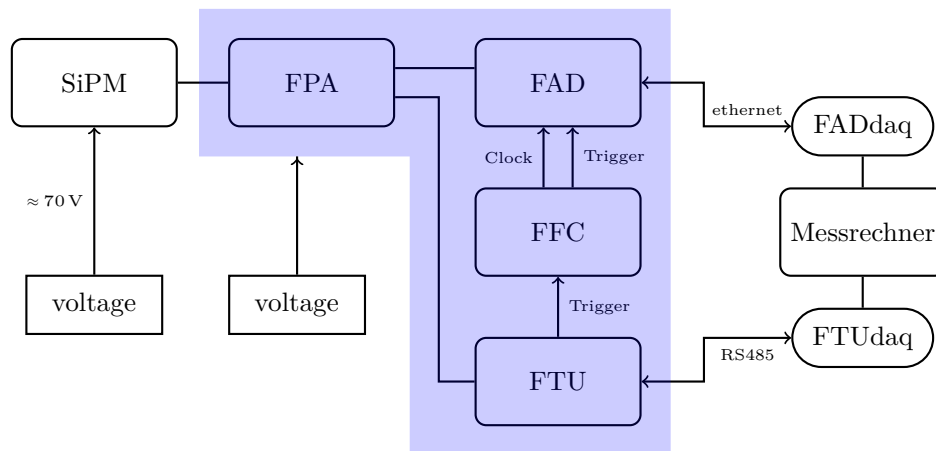 SiPM
FPA
FAD
ethernet
FADdaq
Clock
Trigger
≈ 70 V
FFC
Messrechner
voltage
voltage
Trigger
FTUdaq
RS485
FTU